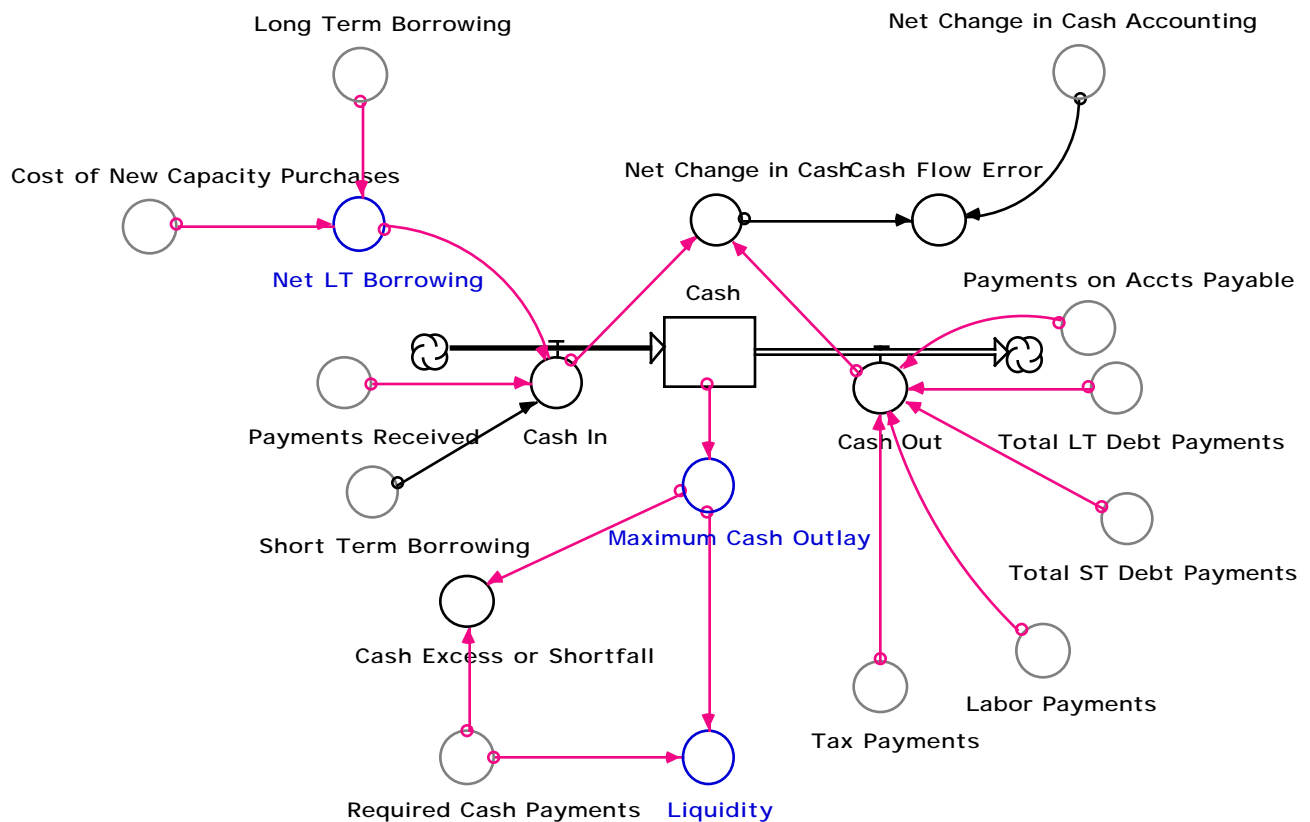 Net Change in Cash Accounting
Long Term Borrowing
Net Change in Cash
Cash Flow Error
Cost of New Capacity Purchases
Net LT Borrowing
Payments on Accts Payable
Cash
Payments Received
Cash In
Cash Out
Total LT Debt Payments
Maximum Cash Outlay
Short Term Borrowing
Total ST Debt Payments
Cash Excess or Shortfall
Labor Payments
Tax Payments
Required Cash Payments
Liquidity